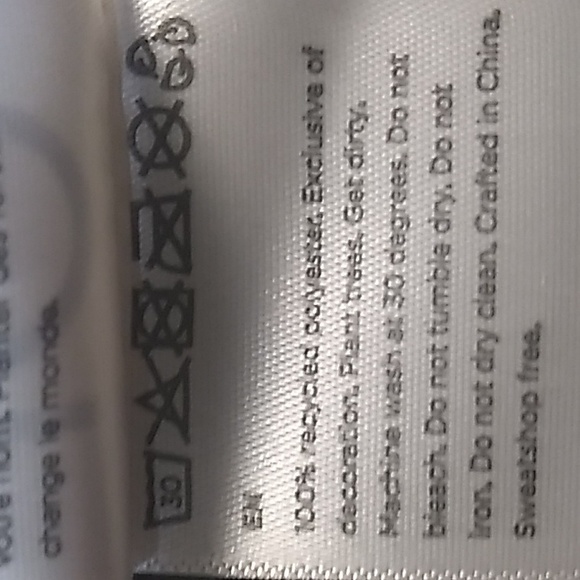 change le monde.
30
EN
100% recycled polyester. Exclusive of
decoration. Plant trees. Get dirty.
Machine wash at 30 degrees. Do not
bleach. Do not tumble dry. Do not
iron. Do not dry clean. Crafted in China.
Sweatshop free.